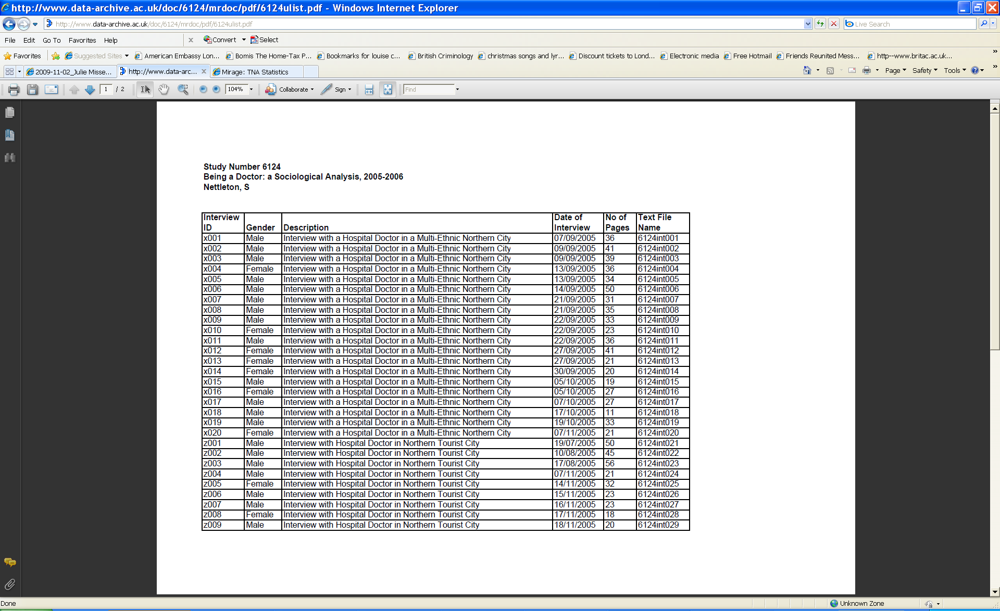 http://www.data-archive.ac.uk/doc/6124/mrdoc/pdf/6124ulist.pdf - Windows Internet Explorer
http://www.data-archive.ac.uk/doc/6124/mrdoc/pdf/6124ulist.pdf Live Search
File Edit Go To Favorites Help x Convert Select
Favorites Suggested Sites American Embassy Lon... Bomis The Home-Tax P... Bookmarks for louise c... British Criminology christmas songs and lyr... Discount tickets to Lond... Electronic media Free Hotmail Friends Reunited Mess... http--www.britac.ac.uk...
2009-11-02_Julie Misse... http://www.data-arc... x Mirage: TNA Statistics Page Safety Tools
1 / 2 104% Collaborate Sign Find
Study Number 6124
Being a Doctor: a Sociological Analysis, 2005-2006
Nettleton, S
Interview ID Gender Description Date of Interview No of Pages Text File Name
x001 Male Interview with a Hospital Doctor in a Multi-Ethnic Northern City 07/09/2005 36 6124int001
x002 Male Interview with a Hospital Doctor in a Multi-Ethnic Northern City 09/09/2005 41 6124int002
x003 Male Interview with a Hospital Doctor in a Multi-Ethnic Northern City 09/09/2005 39 6124int003
x004 Female Interview with a Hospital Doctor in a Multi-Ethnic Northern City 13/09/2005 36 6124int004
x005 Male Interview with a Hospital Doctor in a Multi-Ethnic Northern City 13/09/2005 34 6124int005
x006 Male Interview with a Hospital Doctor in a Multi-Ethnic Northern City 14/09/2005 50 6124int006
x007 Male Interview with a Hospital Doctor in a Multi-Ethnic Northern City 21/09/2005 31 6124int007
x008 Male Interview with a Hospital Doctor in a Multi-Ethnic Northern City 21/09/2005 35 6124int008
x009 Male Interview with a Hospital Doctor in a Multi-Ethnic Northern City 22/09/2005 33 6124int009
x010 Female Interview with a Hospital Doctor in a Multi-Ethnic Northern City 22/09/2005 23 6124int010
x011 Male Interview with a Hospital Doctor in a Multi-Ethnic Northern City 22/09/2005 36 6124int011
x012 Female Interview with a Hospital Doctor in a Multi-Ethnic Northern City 27/09/2005 41 6124int012
x013 Female Interview with a Hospital Doctor in a Multi-Ethnic Northern City 27/09/2005 21 6124int013
x014 Female Interview with a Hospital Doctor in a Multi-Ethnic Northern City 30/09/2005 20 6124int014
x015 Male Interview with a Hospital Doctor in a Multi-Ethnic Northern City 05/10/2005 19 6124int015
x016 Female Interview with a Hospital Doctor in a Multi-Ethnic Northern City 05/10/2005 27 6124int016
x017 Male Interview with a Hospital Doctor in a Multi-Ethnic Northern City 07/10/2005 27 6124int017
x018 Male Interview with a Hospital Doctor in a Multi-Ethnic Northern City 17/10/2005 11 6124int018
x019 Male Interview with a Hospital Doctor in a Multi-Ethnic Northern City 19/10/2005 33 6124int019
x020 Female Interview with a Hospital Doctor in a Multi-Ethnic Northern City 07/11/2005 21 6124int020
z001 Male Interview with Hospital Doctor in Northern Tourist City 19/07/2005 50 6124int021
z002 Male Interview with Hospital Doctor in Northern Tourist City 10/08/2005 45 6124int022
z003 Male Interview with Hospital Doctor in Northern Tourist City 17/08/2005 56 6124int023
z004 Male Interview with Hospital Doctor in Northern Tourist City 07/11/2005 21 6124int024
z005 Female Interview with Hospital Doctor in Northern Tourist City 14/11/2005 32 6124int025
z006 Male Interview with Hospital Doctor in Northern Tourist City 15/11/2005 23 6124int026
z007 Male Interview with Hospital Doctor in Northern Tourist City 16/11/2005 23 6124int027
z008 Female Interview with Hospital Doctor in Northern Tourist City 17/11/2005 18 6124int028
z009 Male Interview with Hospital Doctor in Northern Tourist City 18/11/2005 20 6124int029
Done Unknown Zone